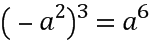 (−a²)³ = a⁶